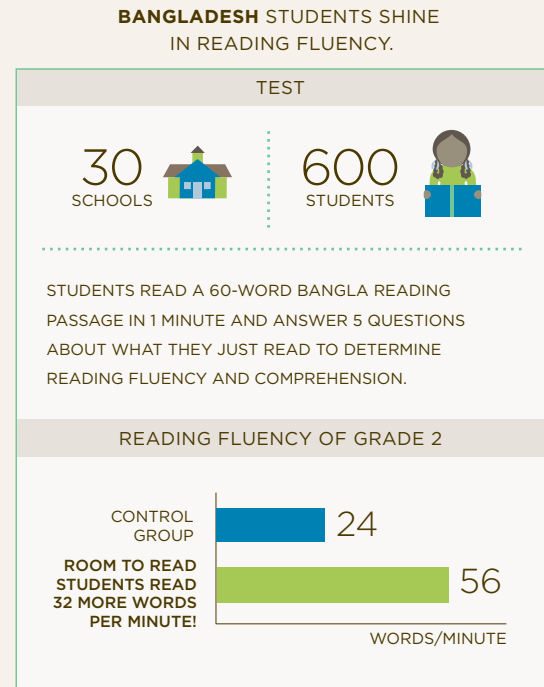 BANGLADESH STUDENTS SHINE
IN READING FLUENCY.
TEST
30
SCHOOLS
600
STUDENTS
STUDENTS READ A 60-WORD BANGLA READING
PASSAGE IN 1 MINUTE AND ANSWER 5 QUESTIONS
ABOUT WHAT THEY JUST READ TO DETERMINE
READING FLUENCY AND COMPREHENSION.
READING FLUENCY OF GRADE 2
CONTROL
GROUP
24
ROOM TO READ
STUDENTS READ
32 MORE WORDS
PER MINUTE!
56
WORDS/MINUTE